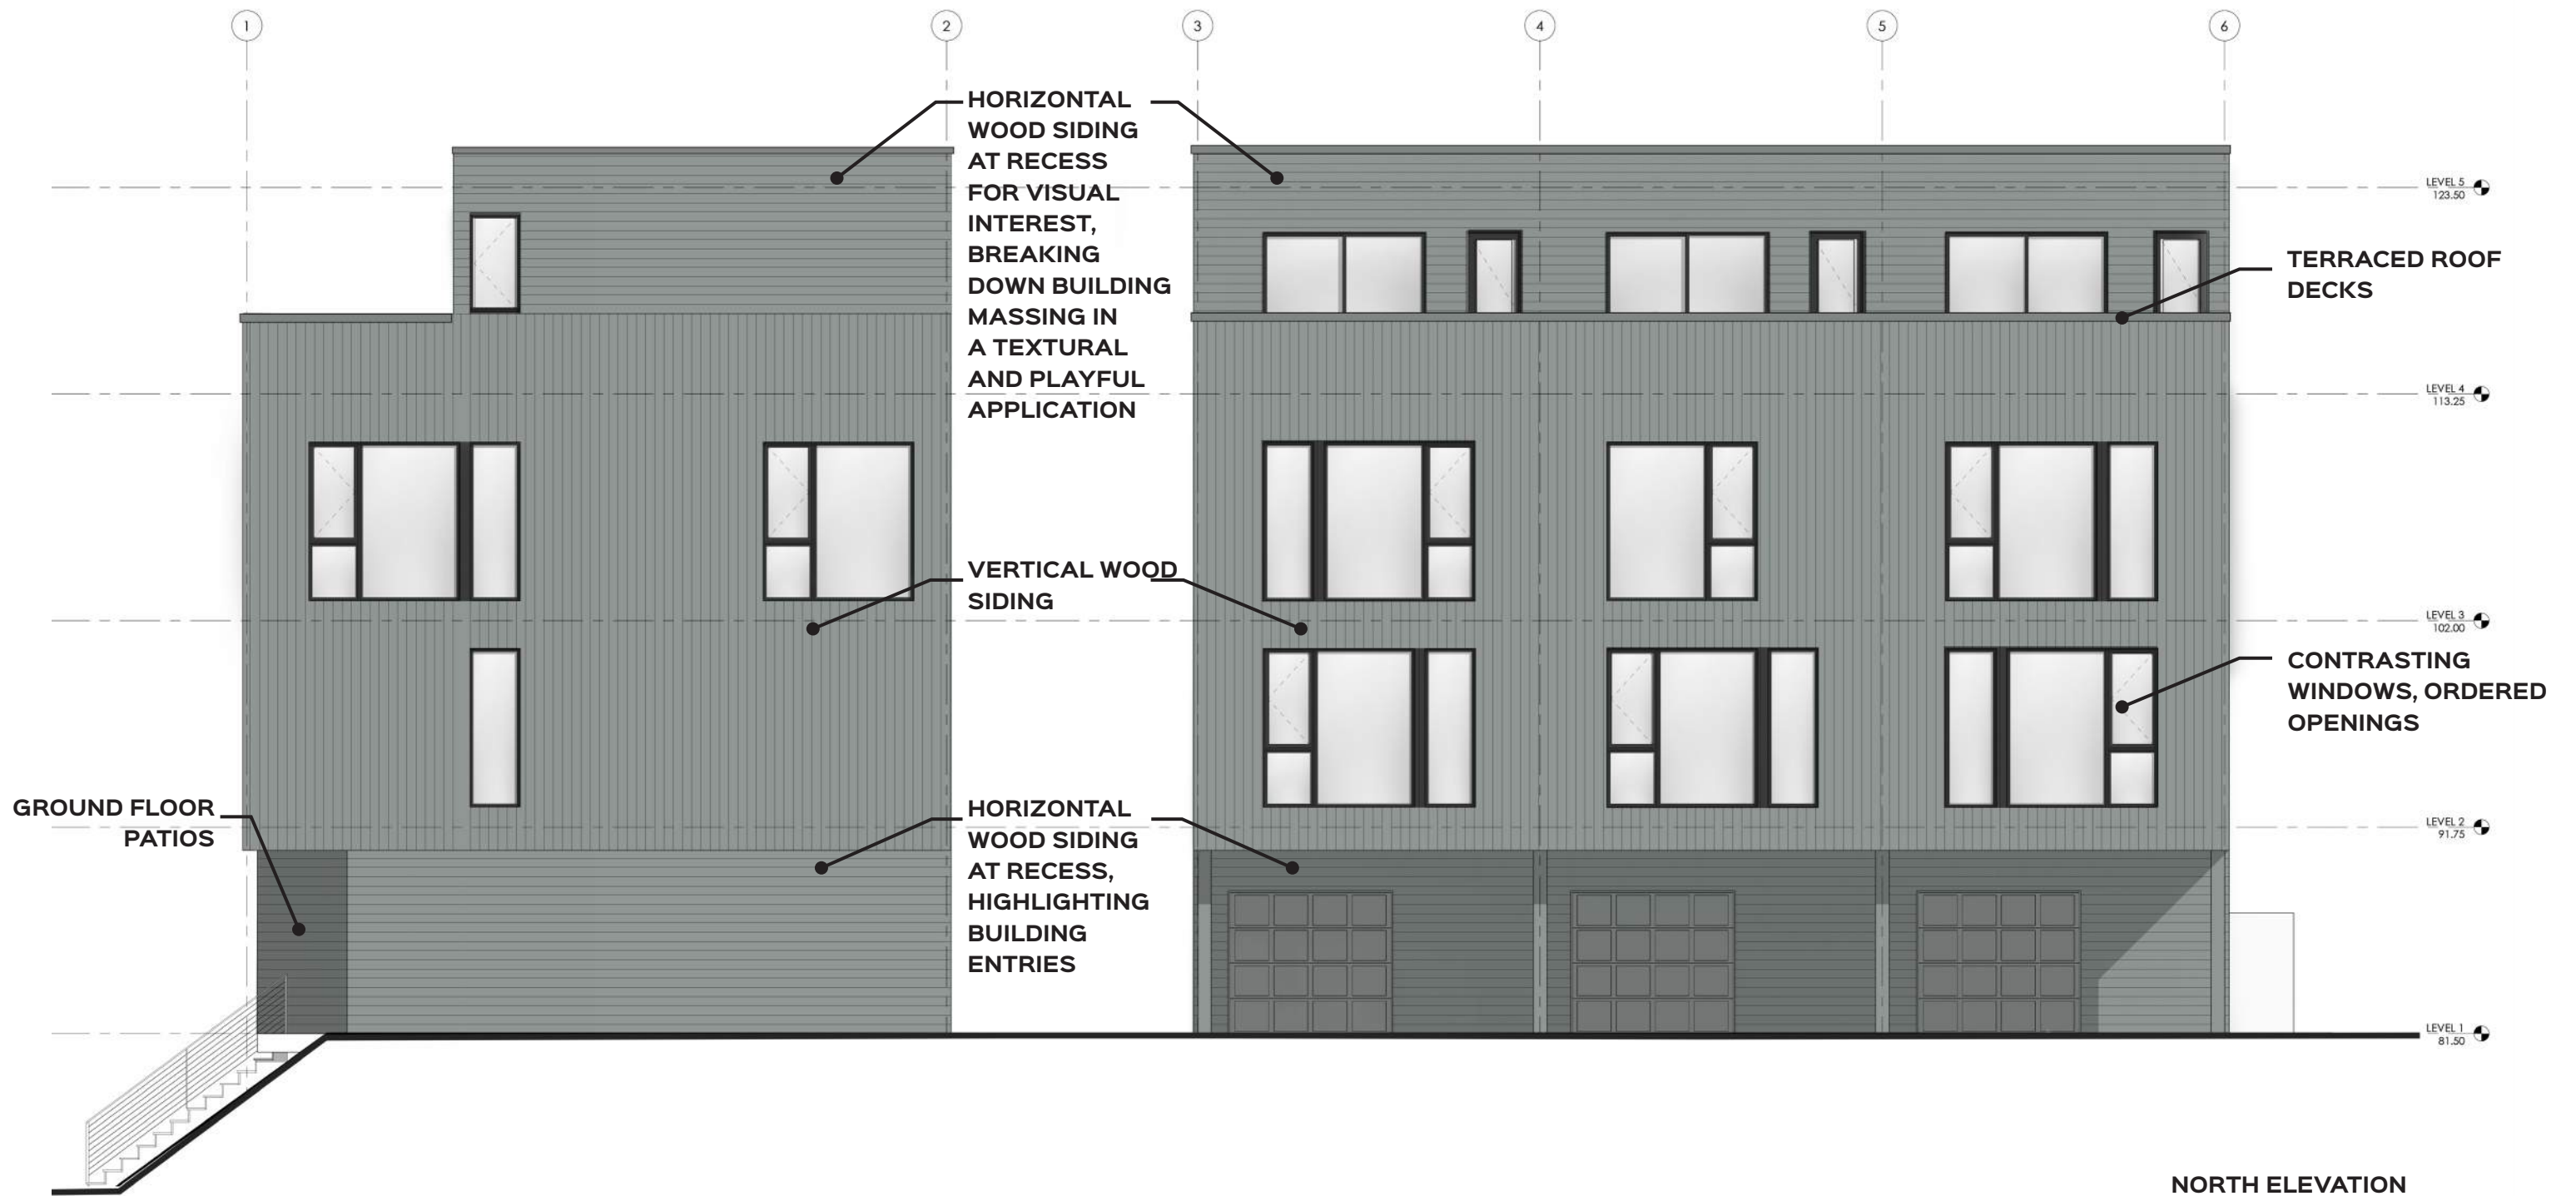 1
2
3
4
5
6
HORIZONTAL
WOOD SIDING
AT RECESS
FOR VISUAL
INTEREST,
BREAKING
DOWN BUILDING
MASSING IN
A TEXTURAL
AND PLAYFUL
APPLICATION
LEVEL 5
123.50
TERRACED ROOF
DECKS
LEVEL 4
113.25
VERTICAL WOOD
SIDING
LEVEL 3
102.00
CONTRASTING
WINDOWS, ORDERED
OPENINGS
GROUND FLOOR
PATIOS
HORIZONTAL
WOOD SIDING
AT RECESS,
HIGHLIGHTING
BUILDING
ENTRIES
LEVEL 2
91.75
LEVEL 1
81.50
NORTH ELEVATION